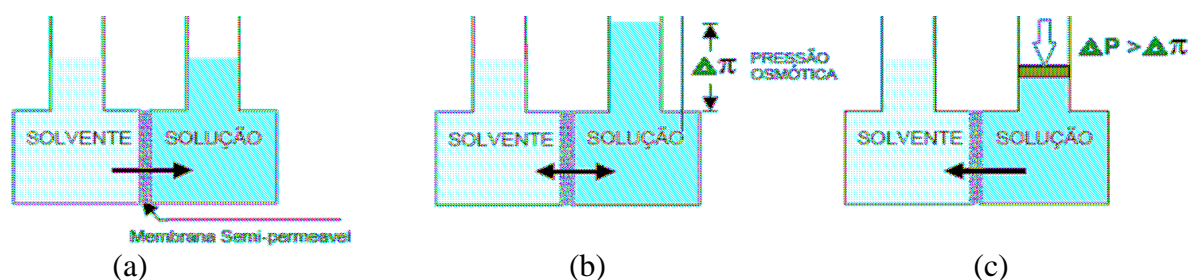 SOLVENTE SOLUÇÃO
Membrana Semi-permeavel
(a)
Δπ PRESSÃO
OSMÓTICA
SOLVENTE SOLUÇÃO
(b)
ΔP > Δπ
SOLVENTE SOLUÇÃO
(c)